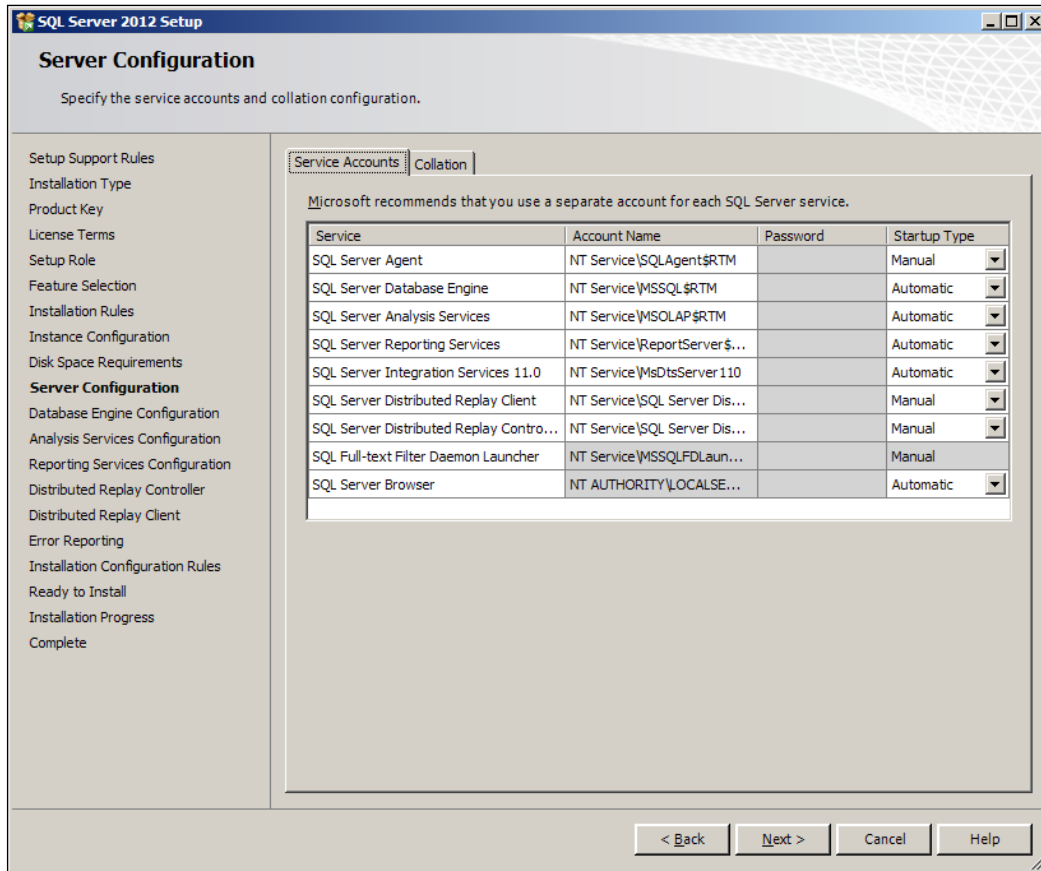 SQL Server 2012 Setup
Server Configuration
Specify the service accounts and collation configuration.
Setup Support Rules
Installation Type
Product Key
License Terms
Setup Role
Feature Selection
Installation Rules
Instance Configuration
Disk Space Requirements
Server Configuration
Database Engine Configuration
Analysis Services Configuration
Reporting Services Configuration
Distributed Replay Controller
Distributed Replay Client
Error Reporting
Installation Configuration Rules
Ready to Install
Installation Progress
Complete
Service Accounts Collation
Microsoft recommends that you use a separate account for each SQL Server service.
Service Account Name Password Startup Type
SQL Server Agent NT Service\SQLAgent$RTM Manual
SQL Server Database Engine NT Service\MSSQL$RTM Automatic
SQL Server Analysis Services NT Service\MSOLAP$RTM Automatic
SQL Server Reporting Services NT Service\ReportServer$... Automatic
SQL Server Integration Services 11.0 NT Service\MsDtsServer110 Automatic
SQL Server Distributed Replay Client NT Service\SQL Server Dis... Manual
SQL Server Distributed Replay Contro... NT Service\SQL Server Dis... Manual
SQL Full-text Filter Daemon Launcher NT Service\MSSQLFDLaun... Manual
SQL Server Browser NT AUTHORITY\LOCALSE... Automatic
< Back Next > Cancel Help